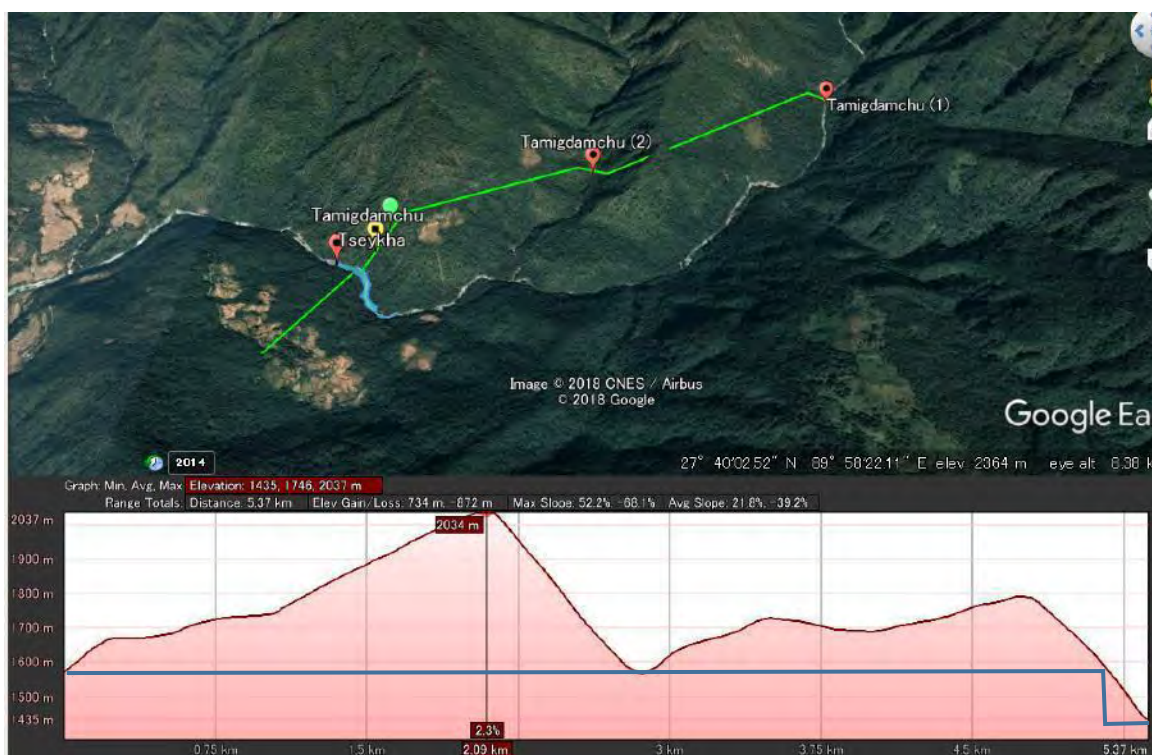 Tamigdamchu (1)
Tamigdamchu (2)
Tamigdamchu
Tseykha
Image © 2018 CNES / Airbus
© 2018 Google
Google Ea
2014
27° 40'02.52" N 89° 58'22.11" E elev 2364 m eye alt 8.38 k
Graph: Min, Avg, Max Elevation: 1435, 1746, 2037 m
Range Totals: Distance: 5.37 km Elev Gain/Loss: 734 m, -872 m Max Slope: 52.2%, -68.1% Avg Slope: 21.8%, -39.2%
2037 m
2034 m
1900 m
1800 m
1700 m
1600 m
1500 m
1435 m
2.3%
0.75 km 1.5 km 2.09 km 3 km 3.75 km 4.5 km 5.37 km